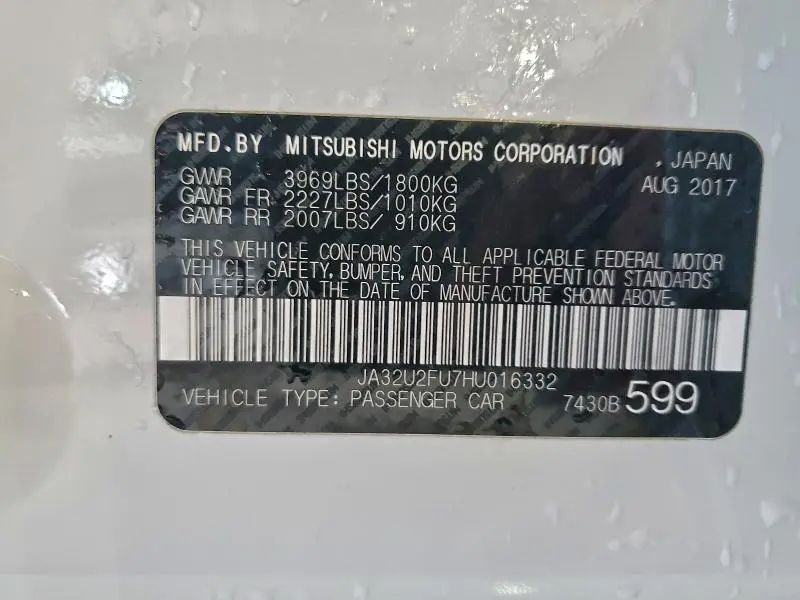 MFD.BY MITSUBISHI MOTORS CORPORATION , JAPAN
AUG 2017
GVWR 3969LBS/1800KG
GAWR FR 2227LBS/1010KG
GAWR RR 2007LBS/ 910KG
THIS VEHICLE CONFORMS TO ALL APPLICABLE FEDERAL MOTOR
VEHICLE SAFETY, BUMPER, AND THEFT PREVENTION STANDARDS
IN EFFECT ON THE DATE OF MANUFACTURE SHOWN ABOVE.
JA32U2FU7HU016332
VEHICLE TYPE: PASSENGER CAR 7430B 599